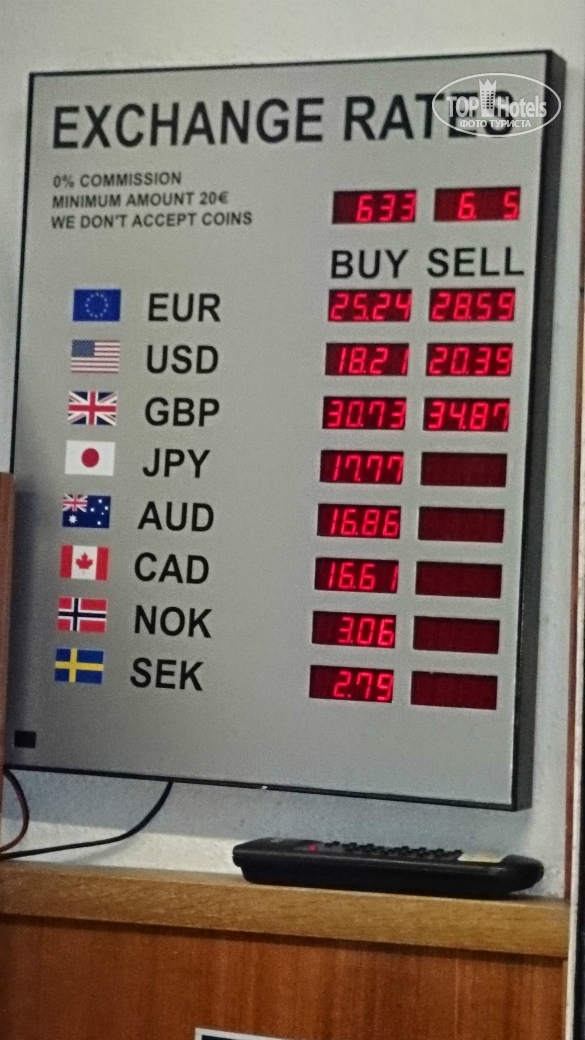 EXCHANGE RATES
TOP Hotels
ФОТО ТУРИСТА
0% COMMISSION
MINIMUM AMOUNT 20€
WE DON'T ACCEPT COINS
6:33 6. 5
BUY SELL
EUR 25.24 28.59
USD 18.21 20.39
GBP 30.73 34.87
JPY 17.77
AUD 16.86
CAD 16.61
NOK 3.06
SEK 2.79